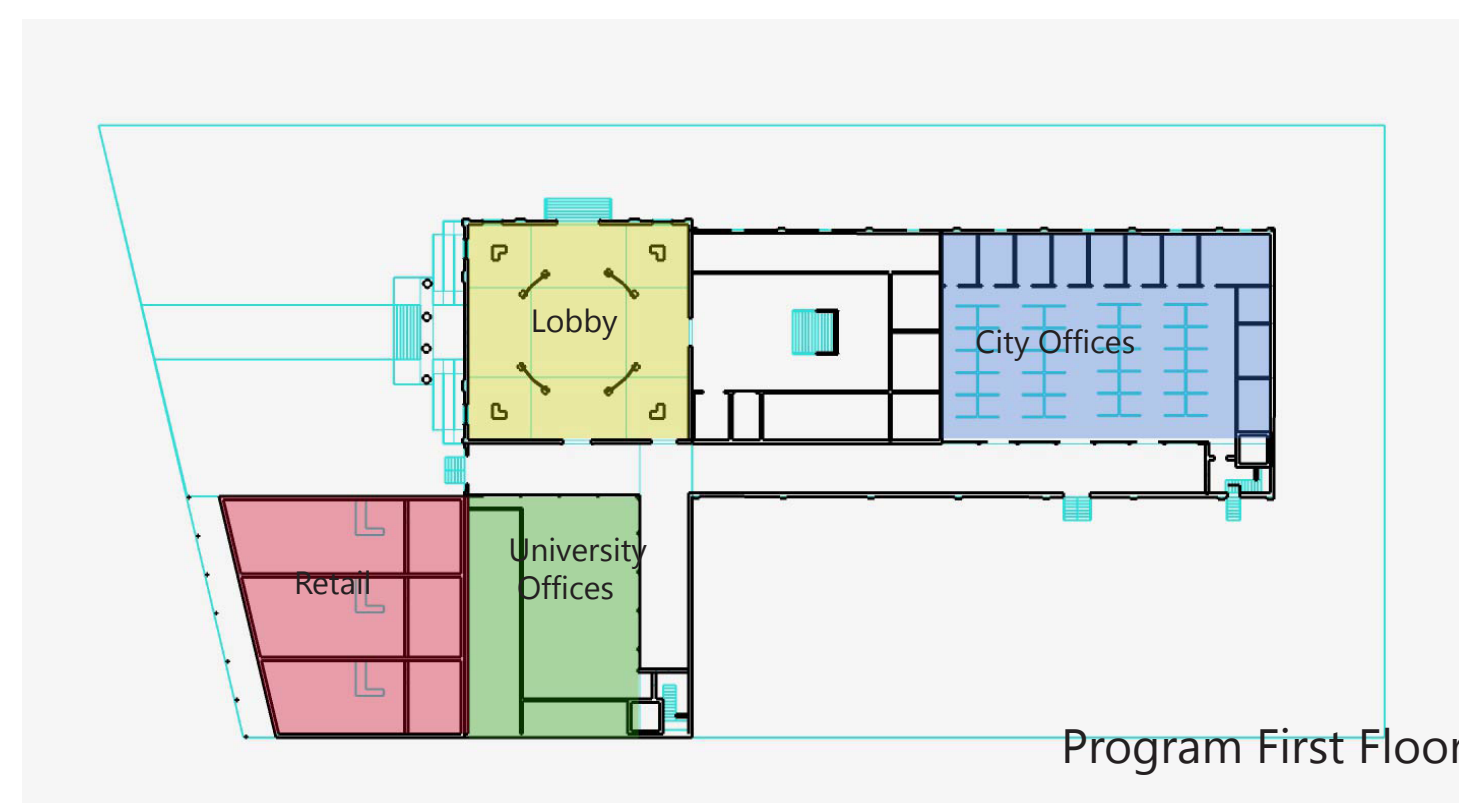 Lobby
City Offices
University
Offices
Retail
Program First Floor